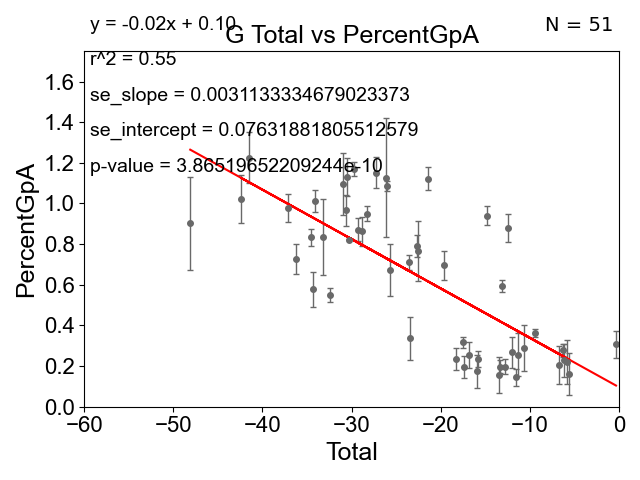 y = -0.02x + 0.10
G Total vs PercentGpA
N = 51
r^2 = 0.55
se_slope = 0.0031133334679023373
se_intercept = 0.07631881805512579
p-value = 3.86519652209244e-10
PercentGpA
1.6
1.4
1.2
1.0
0.8
0.6
0.4
0.2
0.0
−60
−50
−40
−30
−20
−10
0
Total